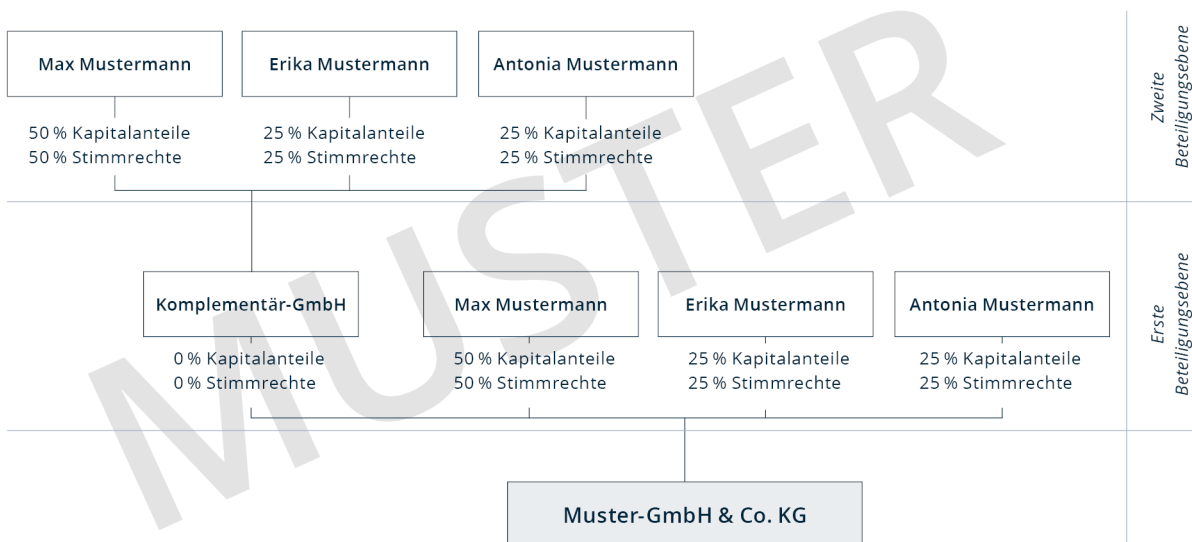 Max Mustermann
Erika Mustermann
Antonia Mustermann
50 % Kapitalanteile
50 % Stimmrechte
25 % Kapitalanteile
25 % Stimmrechte
25 % Kapitalanteile
25 % Stimmrechte
Zweite
Beteiligungsebene
Komplementär-GmbH
Max Mustermann
Erika Mustermann
Antonia Mustermann
0 % Kapitalanteile
0 % Stimmrechte
50 % Kapitalanteile
50 % Stimmrechte
25 % Kapitalanteile
25 % Stimmrechte
25 % Kapitalanteile
25 % Stimmrechte
Erste
Beteiligungsebene
Muster-GmbH & Co. KG
MUSTER